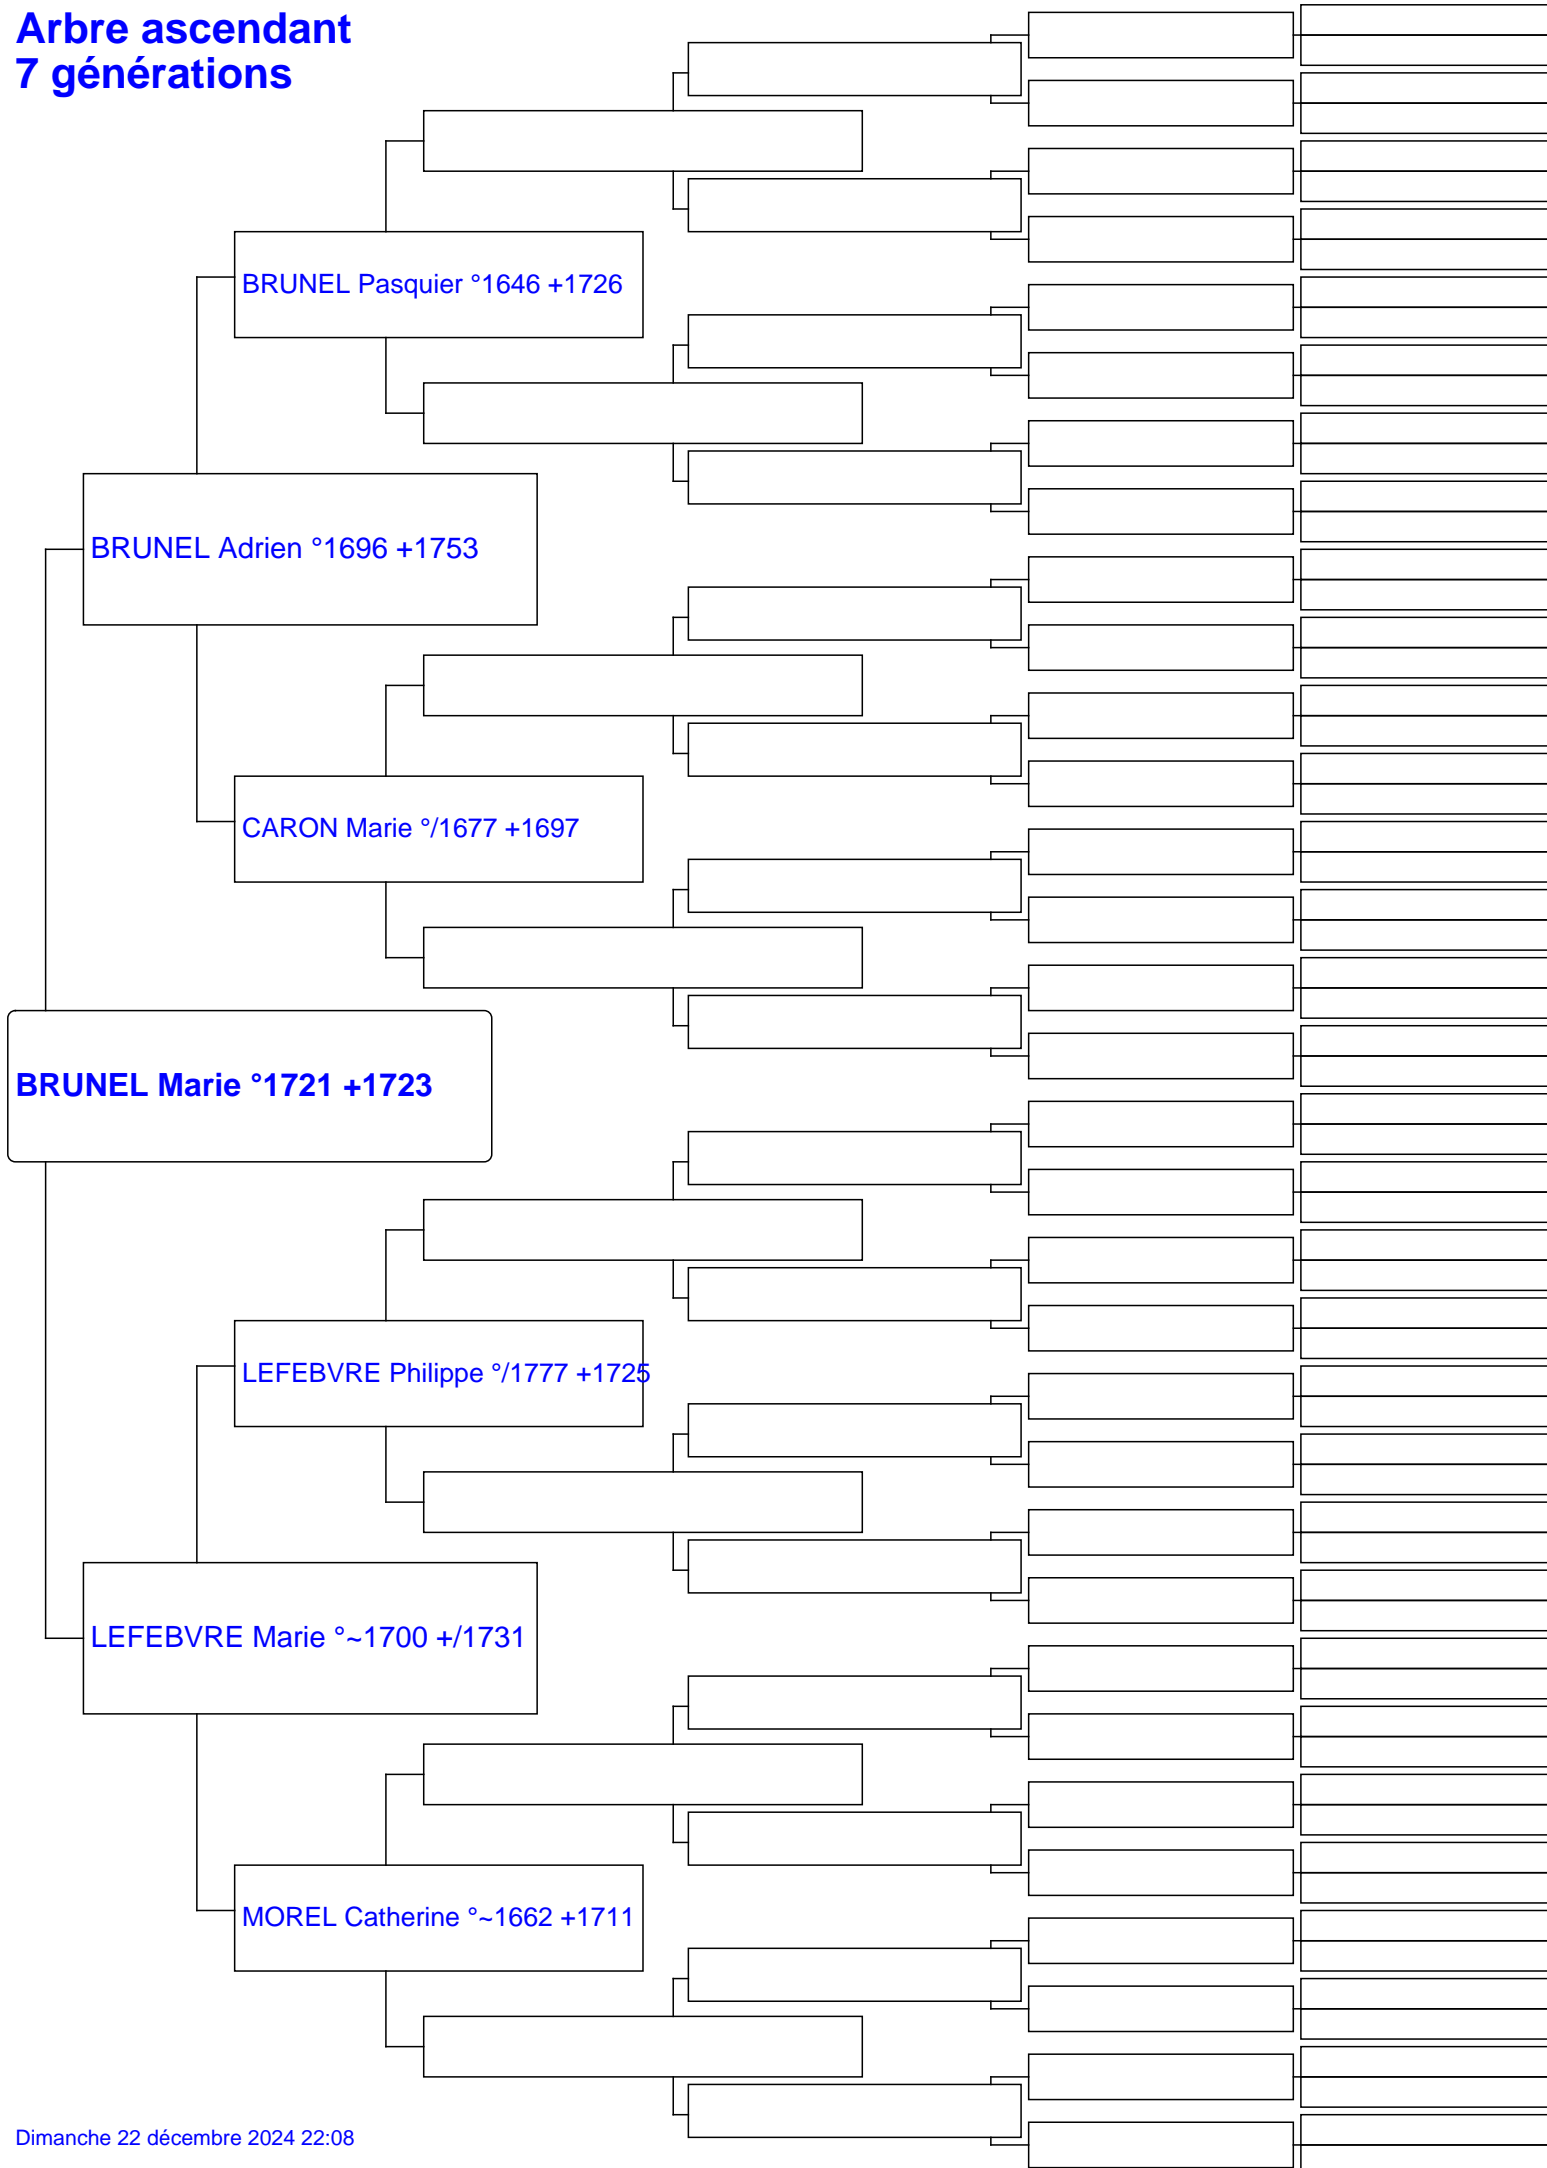 Arbre ascendant
7 générations
BRUNEL Pasquier °1646 +1726
BRUNEL Adrien °1696 +1753
CARON Marie °/1677 +1697
BRUNEL Marie °1721 +1723
LEFEBVRE Philippe °/1777 +1725
LEFEBVRE Marie °~1700 +/1731
MOREL Catherine °~1662 +1711
Dimanche 22 décembre 2024 22:08